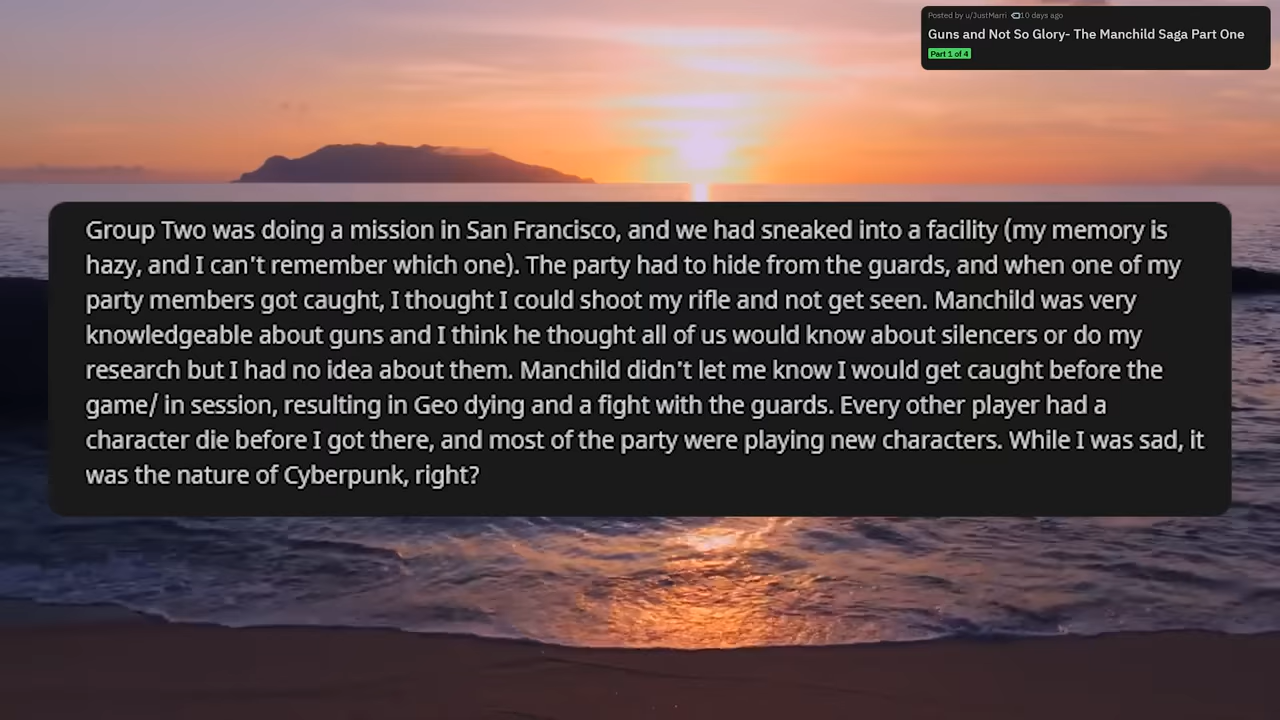 Posted by u/JustMarri 10 days ago
Guns and Not So Glory- The Manchild Saga Part One
Part 1 of 4
Group Two was doing a mission in San Francisco, and we had sneaked into a facility (my memory is
hazy, and I can't remember which one). The party had to hide from the guards, and when one of my
party members got caught, I thought I could shoot my rifle and not get seen. Manchild was very
knowledgeable about guns and I think he thought all of us would know about silencers or do my
research but I had no idea about them. Manchild didn't let me know I would get caught before the
game/ in session, resulting in Geo dying and a fight with the guards. Every other player had a
character die before I got there, and most of the party were playing new characters. While I was sad, it
was the nature of Cyberpunk, right?